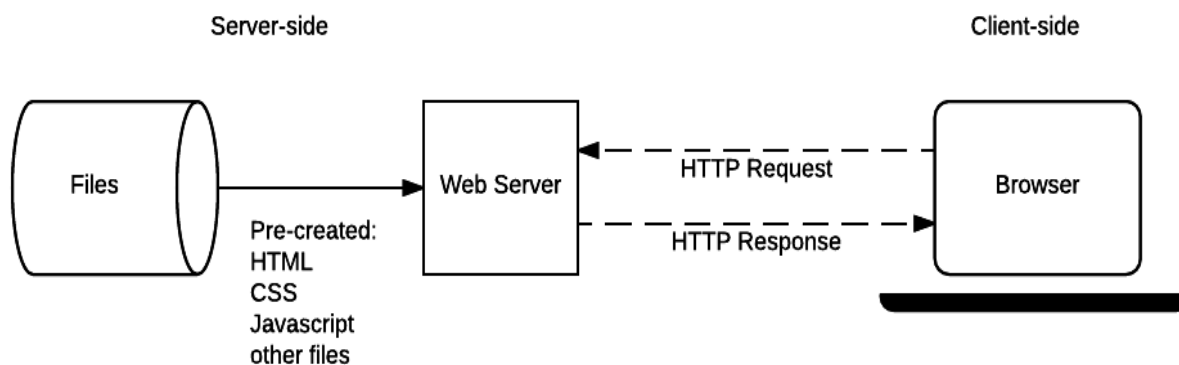 Server-side
Client-side
Files
Web Server
HTTP Request
Browser
HTTP Response
Pre-created:
HTML
CSS
Javascript
other files